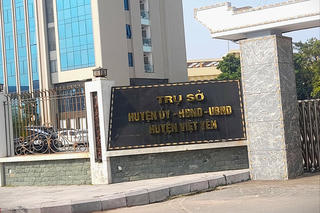 TRỤ SỞ
HUYỆN ỦY - HĐND - UBND
HUYỆN VIỆT YÊN